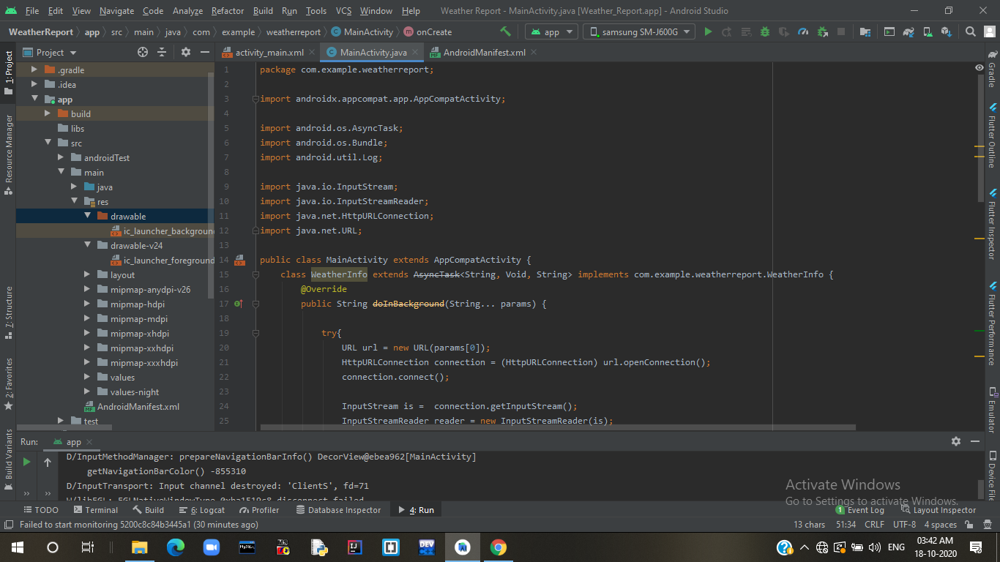 File Edit View Navigate Code Analyze Refactor Build Run Tools VCS Window Help Weather Report - MainActivity.java [Weather_Report.app] - Android Studio
WeatherReport app src main java com example weatherreport MainActivity onCreate app samsung SM-J600G
Project activity_main.xml MainActivity.java AndroidManifest.xml
1: Project
Resource Manager
7: Structure
2: Favorites
Build Variants
.gradle
.idea
app
build
libs
src
androidTest
main
java
res
drawable
ic_launcher_backgroun
drawable-v24
ic_launcher_foreground
layout
mipmap-anydpi-v26
mipmap-hdpi
mipmap-mdpi
mipmap-xhdpi
mipmap-xxhdpi
mipmap-xxxhdpi
values
values-night
AndroidManifest.xml
test
1 package com.example.weatherreport;
2
3 import androidx.appcompat.app.AppCompatActivity;
4
5 import android.os.AsyncTask;
6 import android.os.Bundle;
7 import android.util.Log;
8
9 import java.io.InputStream;
10 import java.io.InputStreamReader;
11 import java.net.HttpURLConnection;
12 import java.net.URL;
13
14 public class MainActivity extends AppCompatActivity {
15 class WeatherInfo extends AsyncTask<String, Void, String> implements com.example.weatherreport.WeatherInfo {
16 @Override
17 public String doInBackground(String... params) {
18
19 try{
20 URL url = new URL(params[0]);
21 HttpURLConnection connection = (HttpURLConnection) url.openConnection();
22 connection.connect();
23
24 InputStream is =  connection.getInputStream();
25 InputStreamReader reader = new InputStreamReader(is);
Gradle
Flutter Outline
Flutter Inspector
Flutter Performance
Emulator
Device File
Run: app
D/InputMethodManager: prepareNavigationBarInfo() DecorView@ebea962[MainActivity]
getNavigationBarColor() -855310
D/InputTransport: Input channel destroyed: 'ClientS', fd=71
W/libEGL: EGLNativeWindowType 0xba1519c8 disconnect failed
Activate Windows
Go to Settings to activate Windows.
TODO Terminal Build 6: Logcat Profiler Database Inspector 4: Run 1 Event Log Layout Inspector
Failed to start monitoring 5200c8c84b3445a1 (30 minutes ago) 13 chars 51:34 CRLF UTF-8 4 spaces
ENG 03:42 AM
18-10-2020